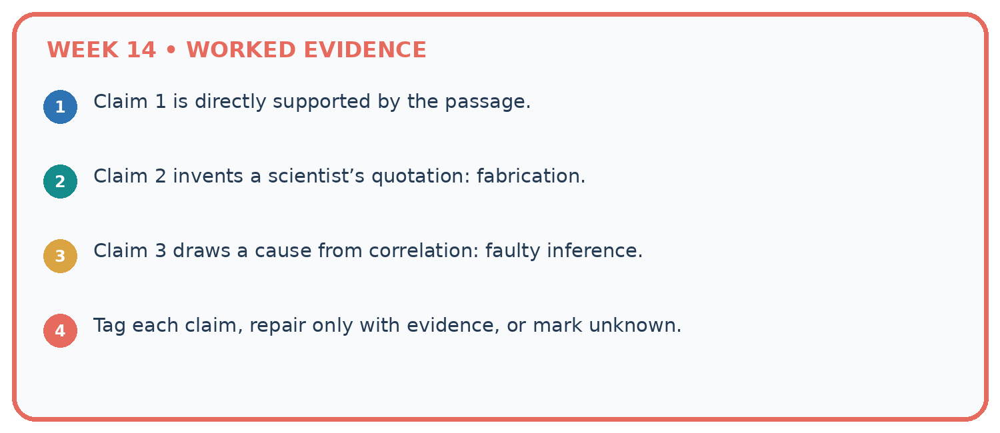 WEEK 14 • WORKED EVIDENCE
1 Claim 1 is directly supported by the passage.
2 Claim 2 invents a scientist’s quotation: fabrication.
3 Claim 3 draws a cause from correlation: faulty inference.
4 Tag each claim, repair only with evidence, or mark unknown.